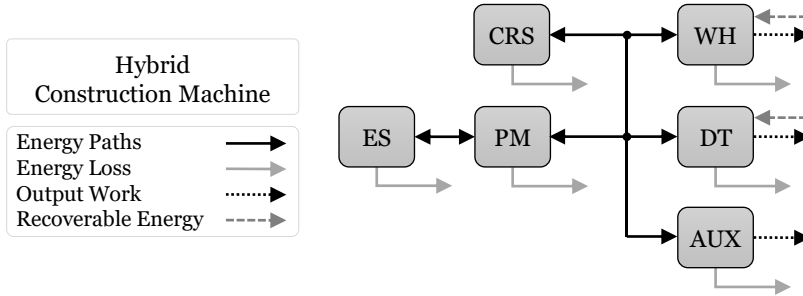 Hybrid
Construction Machine
Energy Paths
Energy Loss
Output Work
Recoverable Energy
CRS
WH
ES
PM
DT
AUX